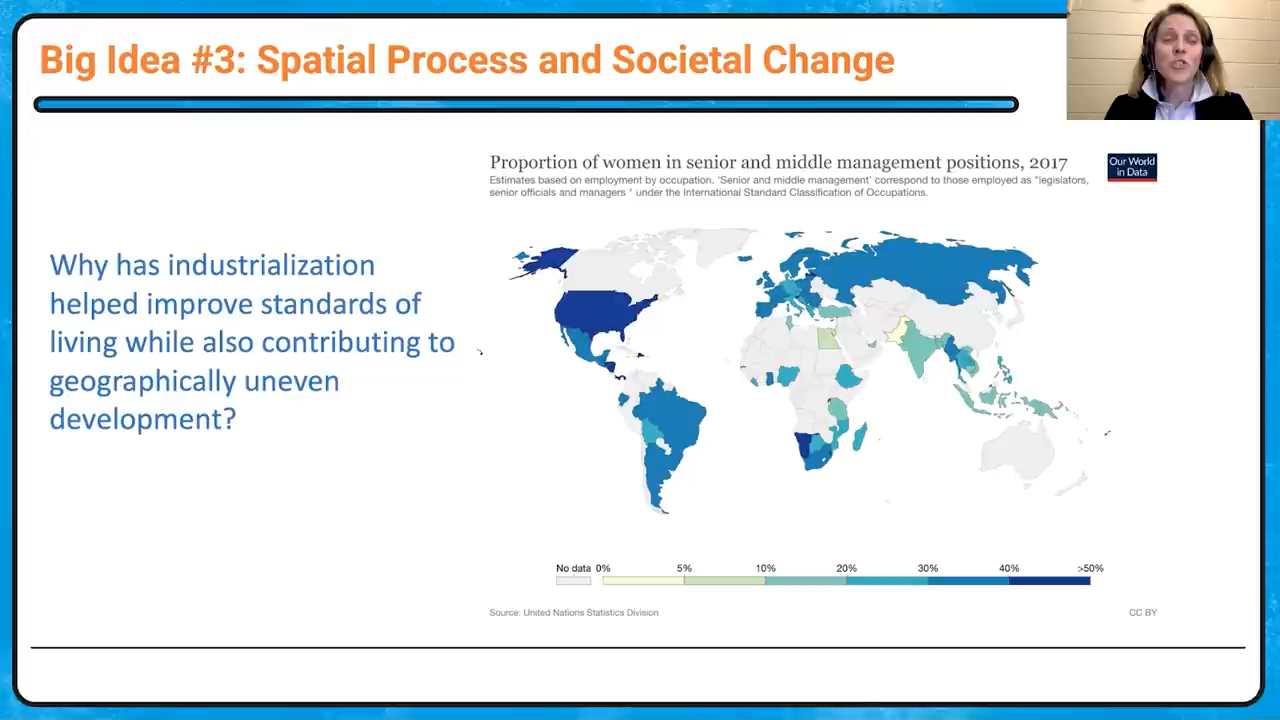 Big Idea #3: Spatial Process and Societal Change
Proportion of women in senior and middle management positions, 2017
Our World
in Data
Estimates based on employment by occupation. 'Senior and middle management' correspond to those employed as "legislators,
senior officials and managers " under the International Standard Classification of Occupations.
Why has industrialization
helped improve standards of
living while also contributing to
geographically uneven
development?
No data 0% 5% 10% 20% 30% 40% >50%
Source: United Nations Statistics Division
CC BY